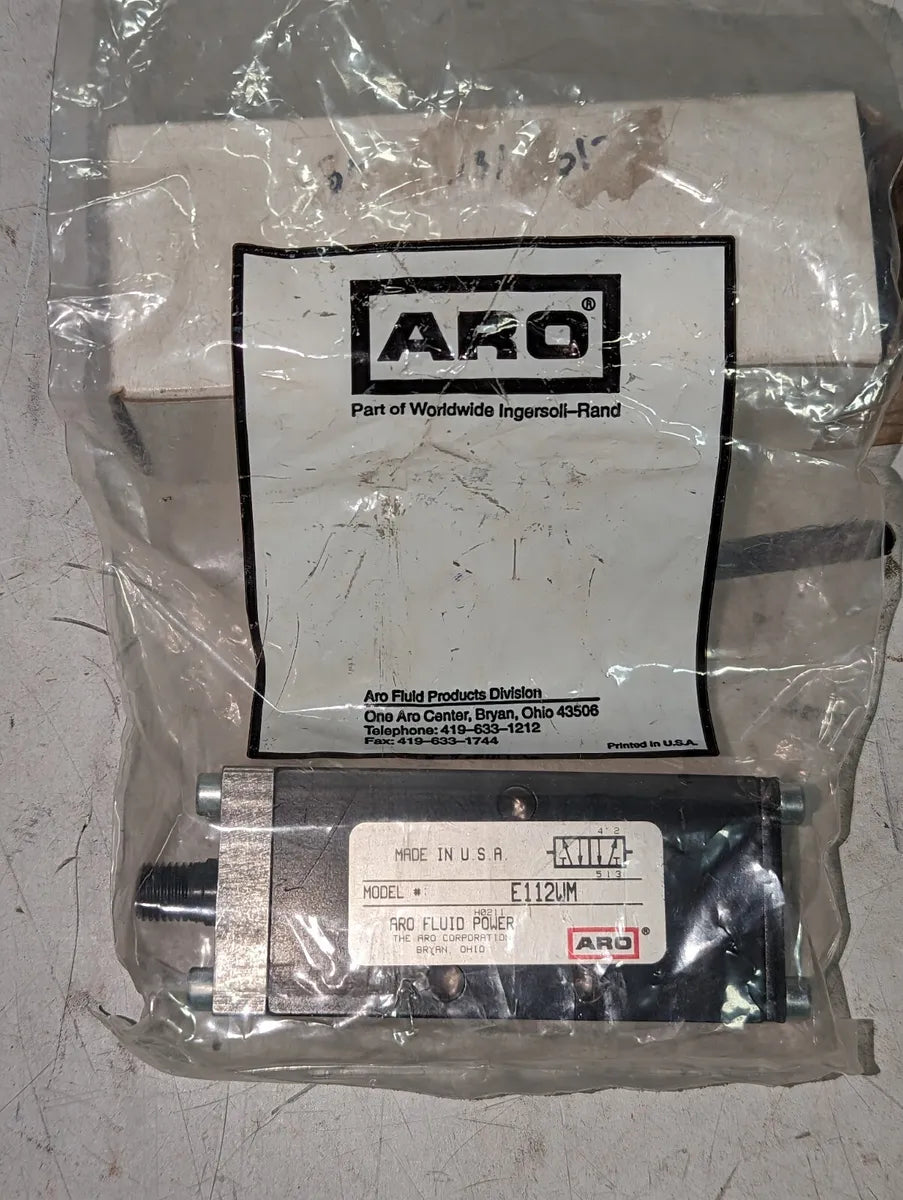 ARO®
Part of Worldwide Ingersoll-Rand
Aro Fluid Products Division
One Aro Center, Bryan, Ohio 43506
Telephone: 419-633-1212
Fax: 419-633-1744
Printed in U.S.A.
MADE IN U.S.A.
4 2
5 1 3
MODEL #: E112WM
H0211
ARO FLUID POWER
THE ARO CORPORATION
BRYAN, OHIO
ARO®